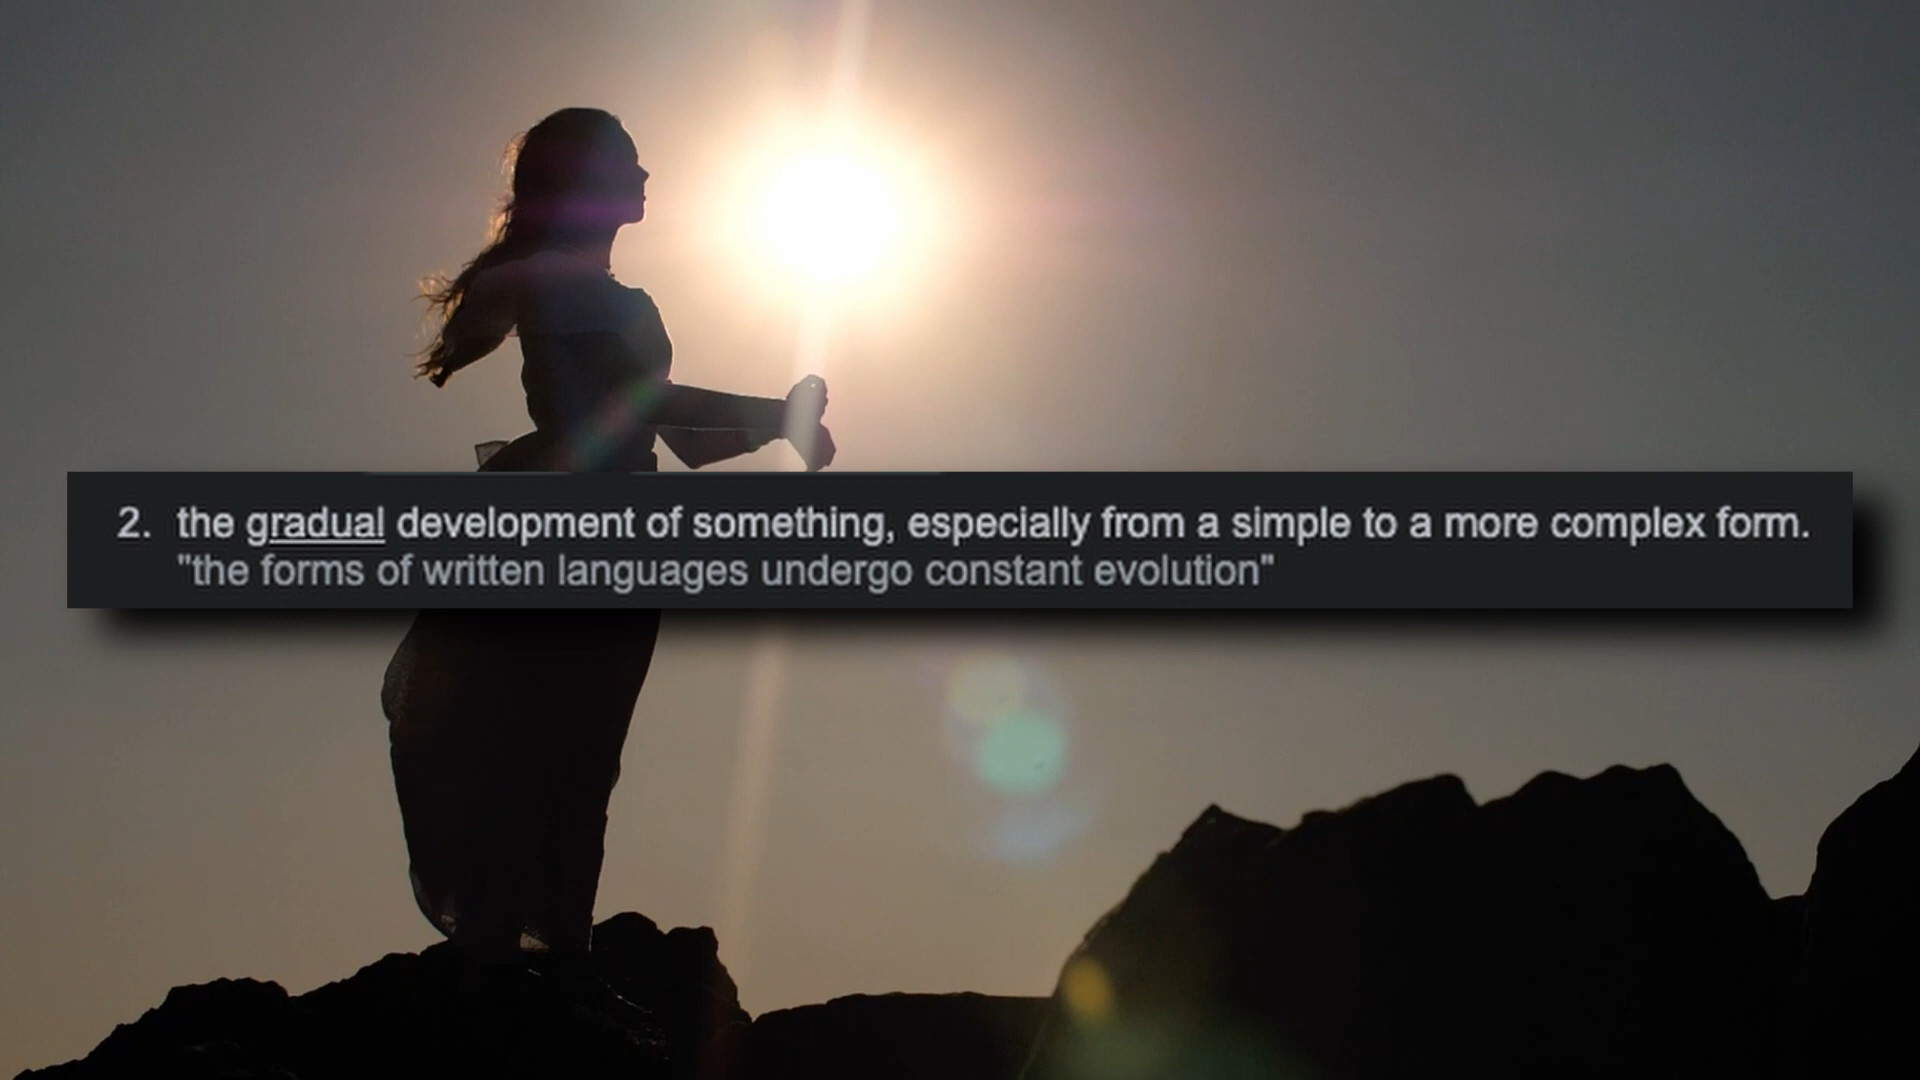 2. the gradual development of something, especially from a simple to a more complex form.
"the forms of written languages undergo constant evolution"